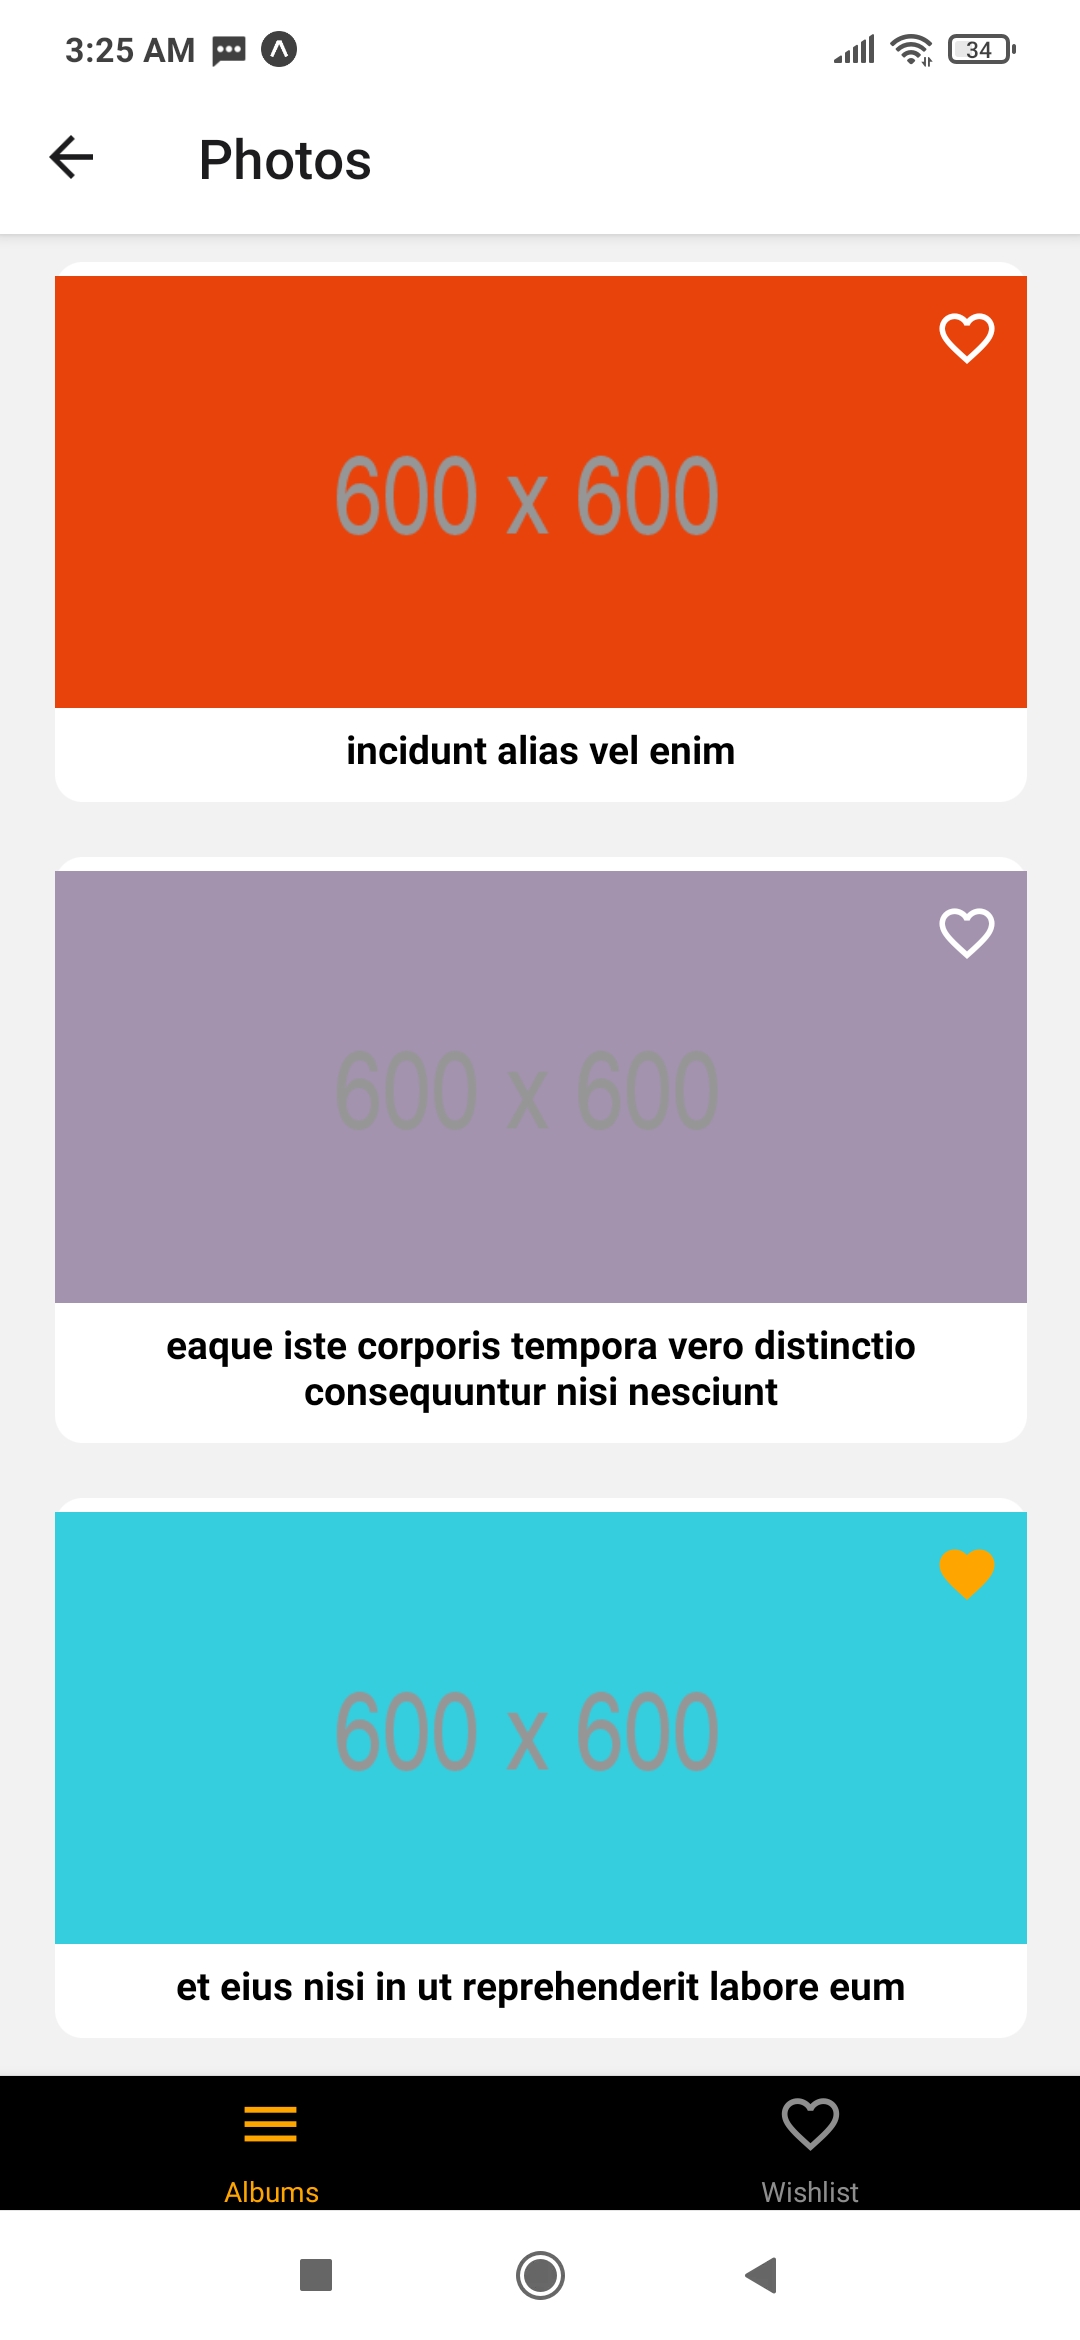 3:25 AM
34
Photos
600 x 600
incidunt alias vel enim
600 x 600
eaque iste corporis tempora vero distinctio
consequuntur nisi nesciunt
600 x 600
et eius nisi in ut reprehenderit labore eum
Albums
Wishlist